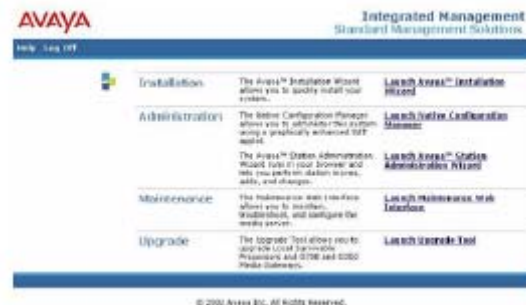 AVAYA
Integrated Management
Standard Management Solutions
Help Log Off
Installation
The Avaya™ Installation Wizard
allows you to quickly install your
system.
Launch Avaya™ Installation
Wizard
Administration
The Native Configuration Manager
allows you to administer this system
using a graphically enhanced SAT
applet.
Launch Native Configuration
Manager
The Avaya™ Station Administration
Wizard runs in your browser and
lets you perform station moves,
adds, and changes.
Launch Avaya™ Station
Administration Wizard
Maintenance
The Maintenance Web Interface
allows you to maintain,
troubleshoot, and configure the
media server.
Launch Maintenance Web
Interface
Upgrade
The Upgrade Tool allows you to
upgrade Local Survivable
Processors and G700 and
Media Gateways.
Launch Upgrade Tool
Avaya Inc. All Rights Reserved.